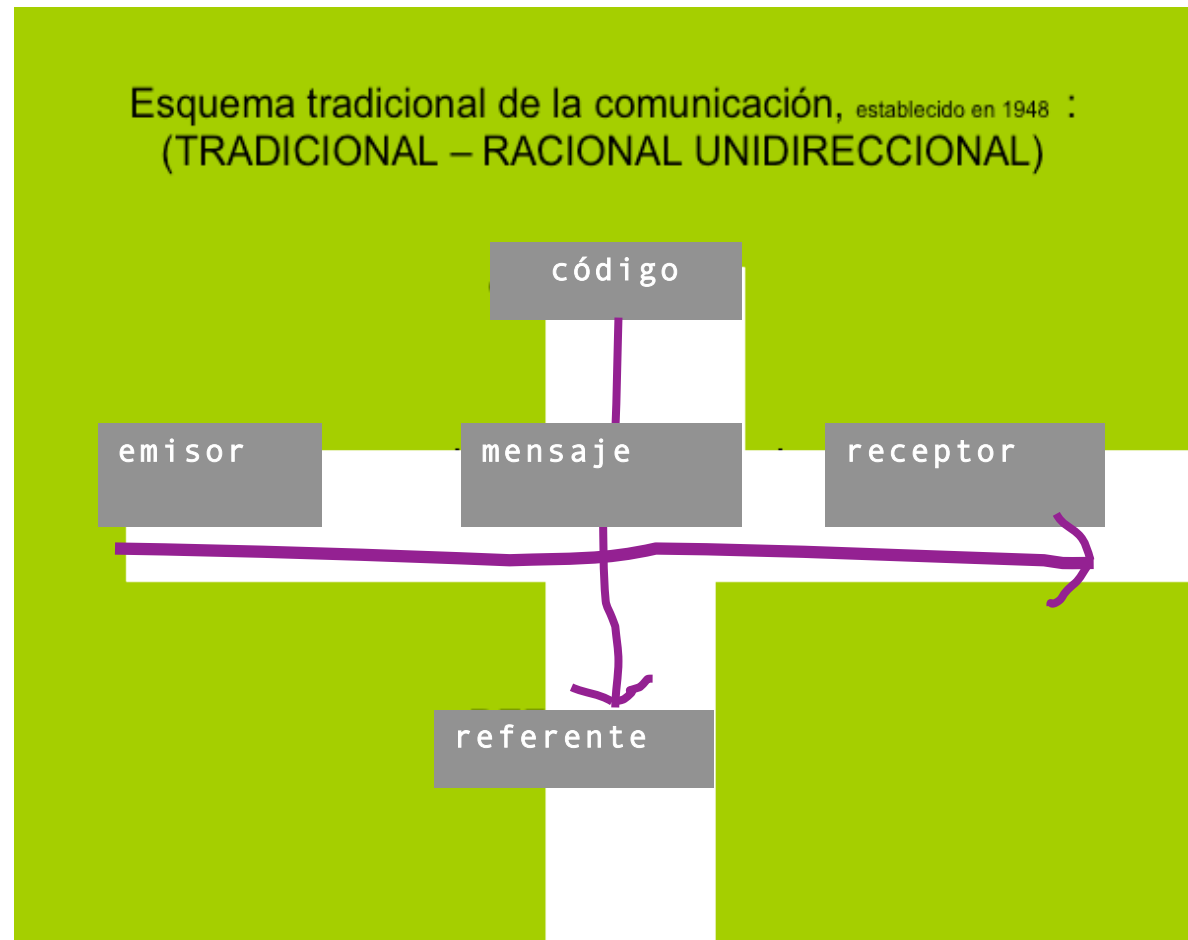 Esquema tradicional de la comunicación, establecido en 1948 :
(TRADICIONAL – RACIONAL UNIDIRECCIONAL)
código
emisor mensaje receptor
referente